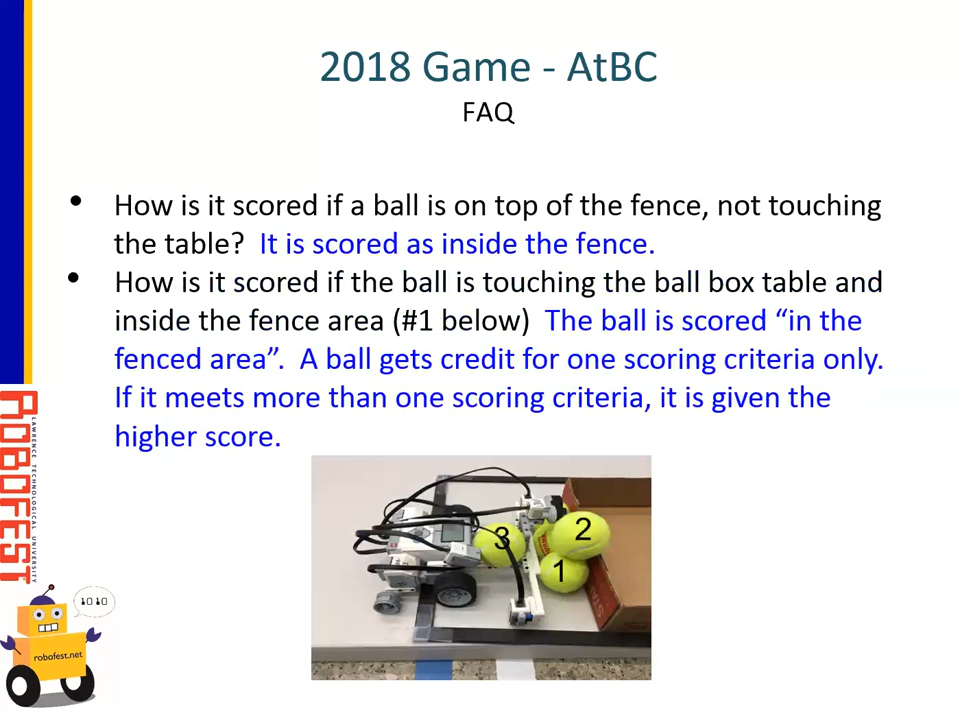 2018 Game - AtBC
FAQ
• How is it scored if a ball is on top of the fence, not touching
the table? It is scored as inside the fence.
• How is it scored if the ball is touching the ball box table and
inside the fence area (#1 below) The ball is scored “in the
fenced area”. A ball gets credit for one scoring criteria only.
If it meets more than one scoring criteria, it is given the
higher score.
3
2
1
ROBOFEST
LAWRENCE TECHNOLOGICAL UNIVERSITY
robofest.net